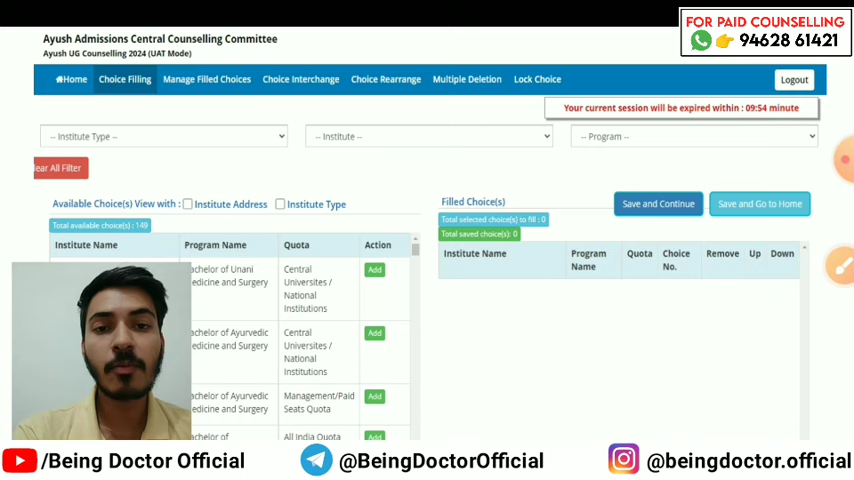 FOR PAID COUNSELLING
94628 61421
Ayush Admissions Central Counselling Committee
Ayush UG Counselling 2024 (UAT Mode)
Home Choice Filling Manage Filled Choices Choice Interchange Choice Rearrange Multiple Deletion Lock Choice Logout
Your current session will be expired within : 09:54 minute
-- Institute Type -- -- Institute -- -- Program --
lear All Filter
Available Choice(s) View with : Institute Address Institute Type
Total available choice(s) : 149
Institute Name Program Name Quota Action
achelor of Unani
edicine and Surgery
Central
Universites /
National
Institutions
Add
achelor of Ayurvedic
edicine and Surgery
Central
Universites /
National
Institutions
Add
achelor of Ayurvedic
edicine and Surgery
Management/Paid
Seats Quota
Add
achelor of
All India Quota
Add
Filled Choice(s)
Save and Continue Save and Go to Home
Total selected choice(s) to fill : 0
Total saved choice(s): 0
Institute Name Program Name Quota Choice No. Remove Up Down
/Being Doctor Official @BeingDoctorOfficial @beingdoctor.official